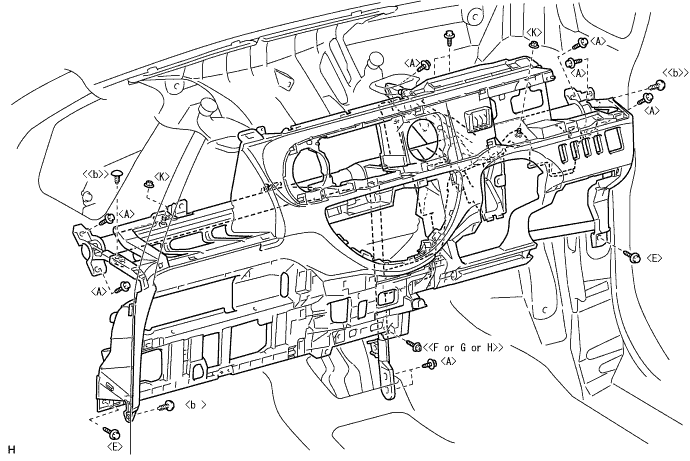 <A>
<K>
<A>
<A>
<<b>>
<A>
<<b>>
<K>
<A>
<A>
<E>
<<F or G or H>>
<A>
<b >
<E>
H